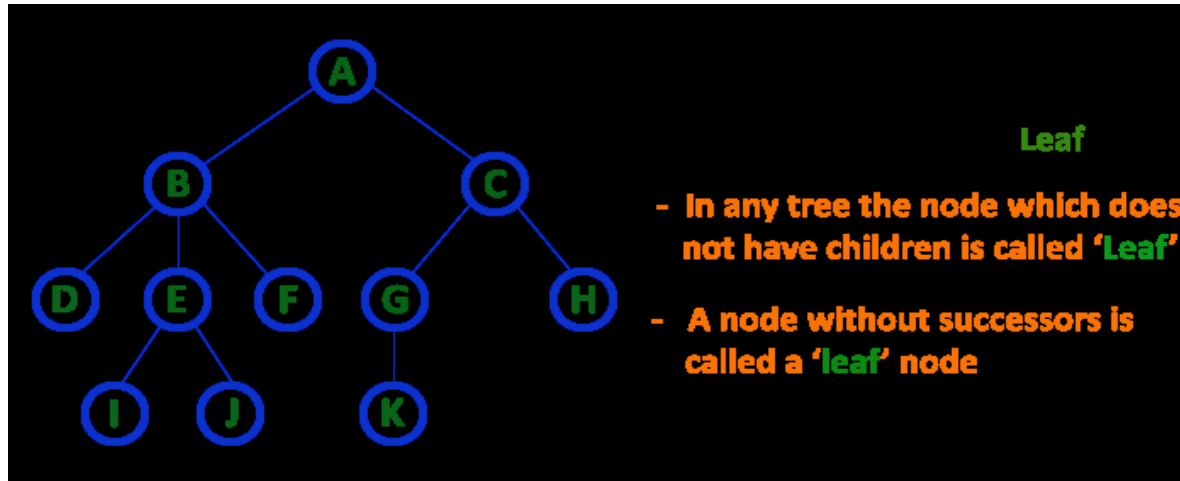 A
B
C
D
E
F
G
H
I
J
K
Leaf
- In any tree the node which does
not have children is called ‘Leaf’
- A node without successors is
called a ‘leaf’ node